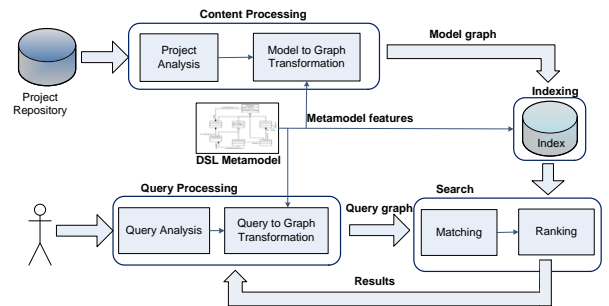 Content Processing
Project
Analysis
Model to Graph
Transformation
Model graph
Project
Repository
Indexing
Index
Metamodel features
DSL Metamodel
Query Processing
Query Analysis
Query to Graph
Transformation
Query graph
Search
Matching
Ranking
Results